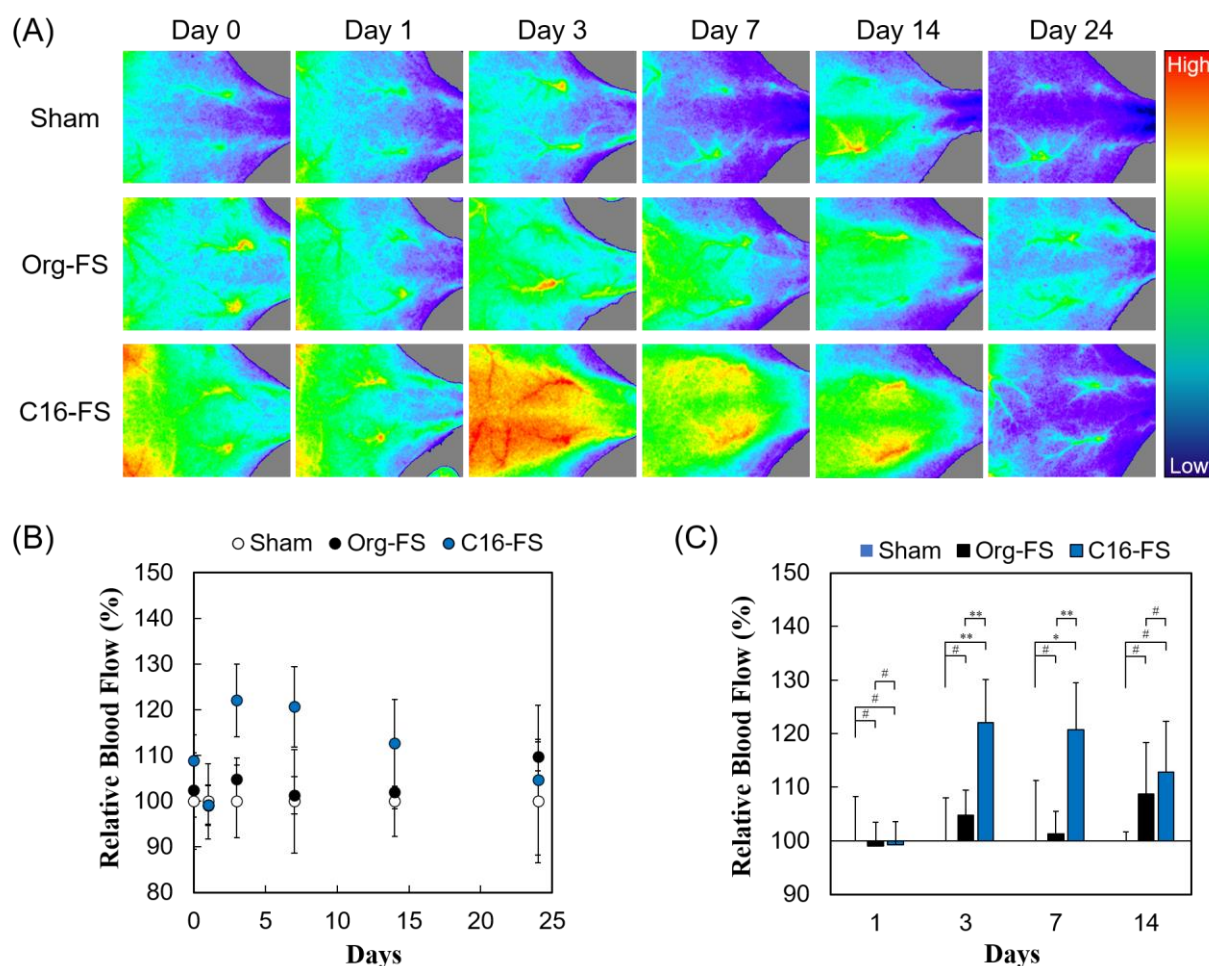 (A)
Day 0 Day 1 Day 3 Day 7 Day 14 Day 24
High
Sham
Org-FS
C16-FS
Low
(B)
Sham Org-FS C16-FS
Relative Blood Flow (%)
150
140
130
120
110
100
90
80
0 5 10 15 20 25
Days
(C)
Sham Org-FS C16-FS
Relative Blood Flow (%)
150
140
130
120
110
100
90
# # #
# ** **
# * **
# # #
1 3 7 14
Days